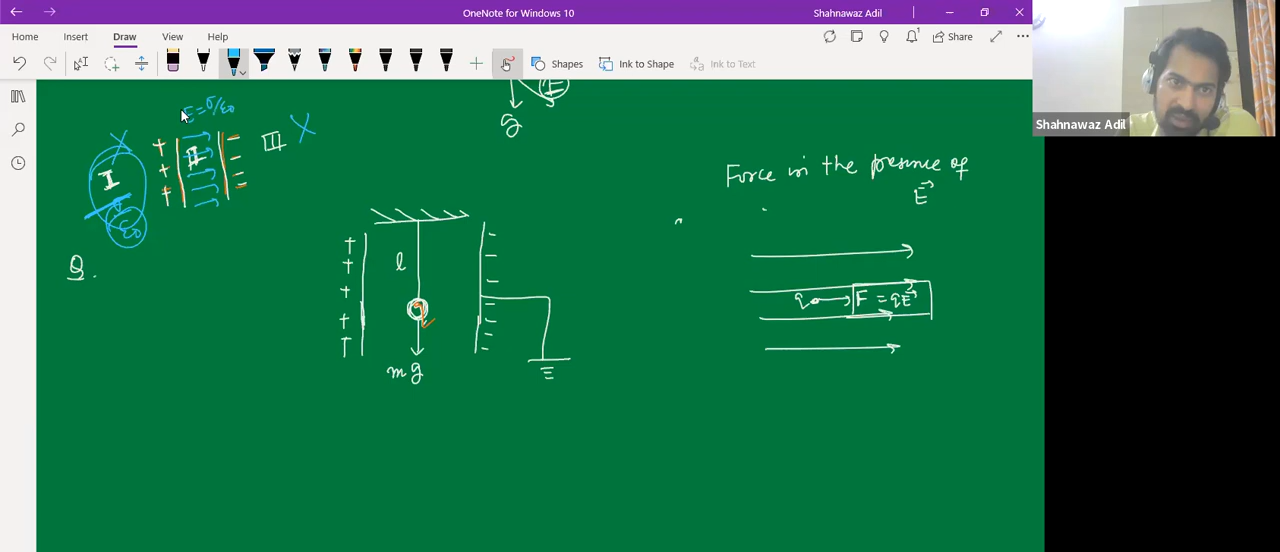 OneNote for Windows 10
Shahnawaz Adil
Home Insert Draw View Help
Share
Shapes
Ink to Shape
Ink to Text
Shahnawaz Adil
E = σ/ε0
g
E
X
I
ε0
+ + +
II
- - - -
III X
Force in the presence of
E
Q.
+ + + + +
l
q
- - - - - -
mg
q F = qE